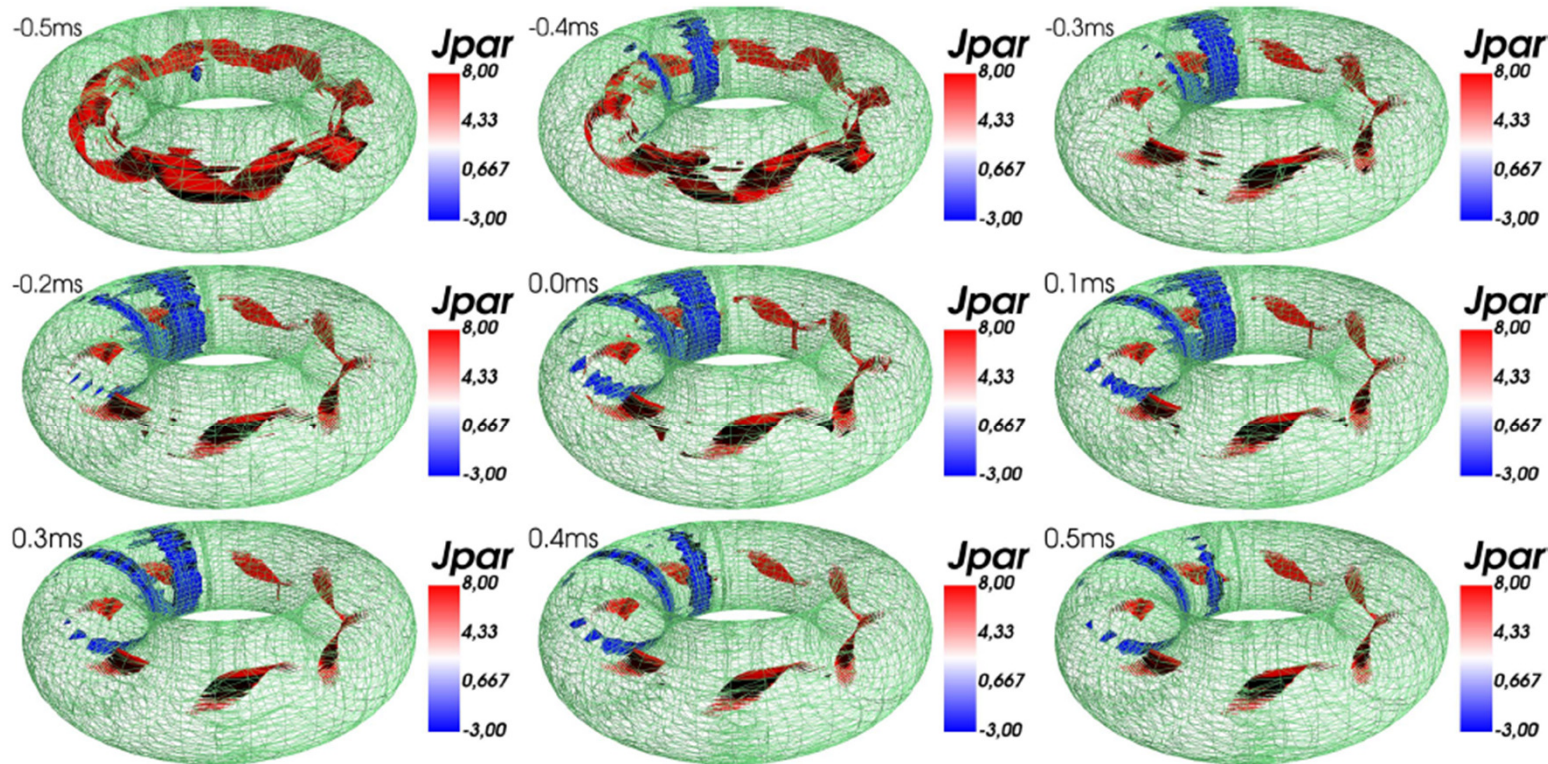 -0.5ms
Jpar
8,00
4,33
0,667
-3,00
-0.4ms
Jpar
8,00
4,33
0,667
-3,00
-0.3ms
Jpar
8,00
4,33
0,667
-3,00
-0.2ms
Jpar
8,00
4,33
0,667
-3,00
0.0ms
Jpar
8,00
4,33
0,667
-3,00
0.1ms
Jpar
8,00
4,33
0,667
-3,00
0.3ms
Jpar
8,00
4,33
0,667
-3,00
0.4ms
Jpar
8,00
4,33
0,667
-3,00
0.5ms
Jpar
8,00
4,33
0,667
-3,00